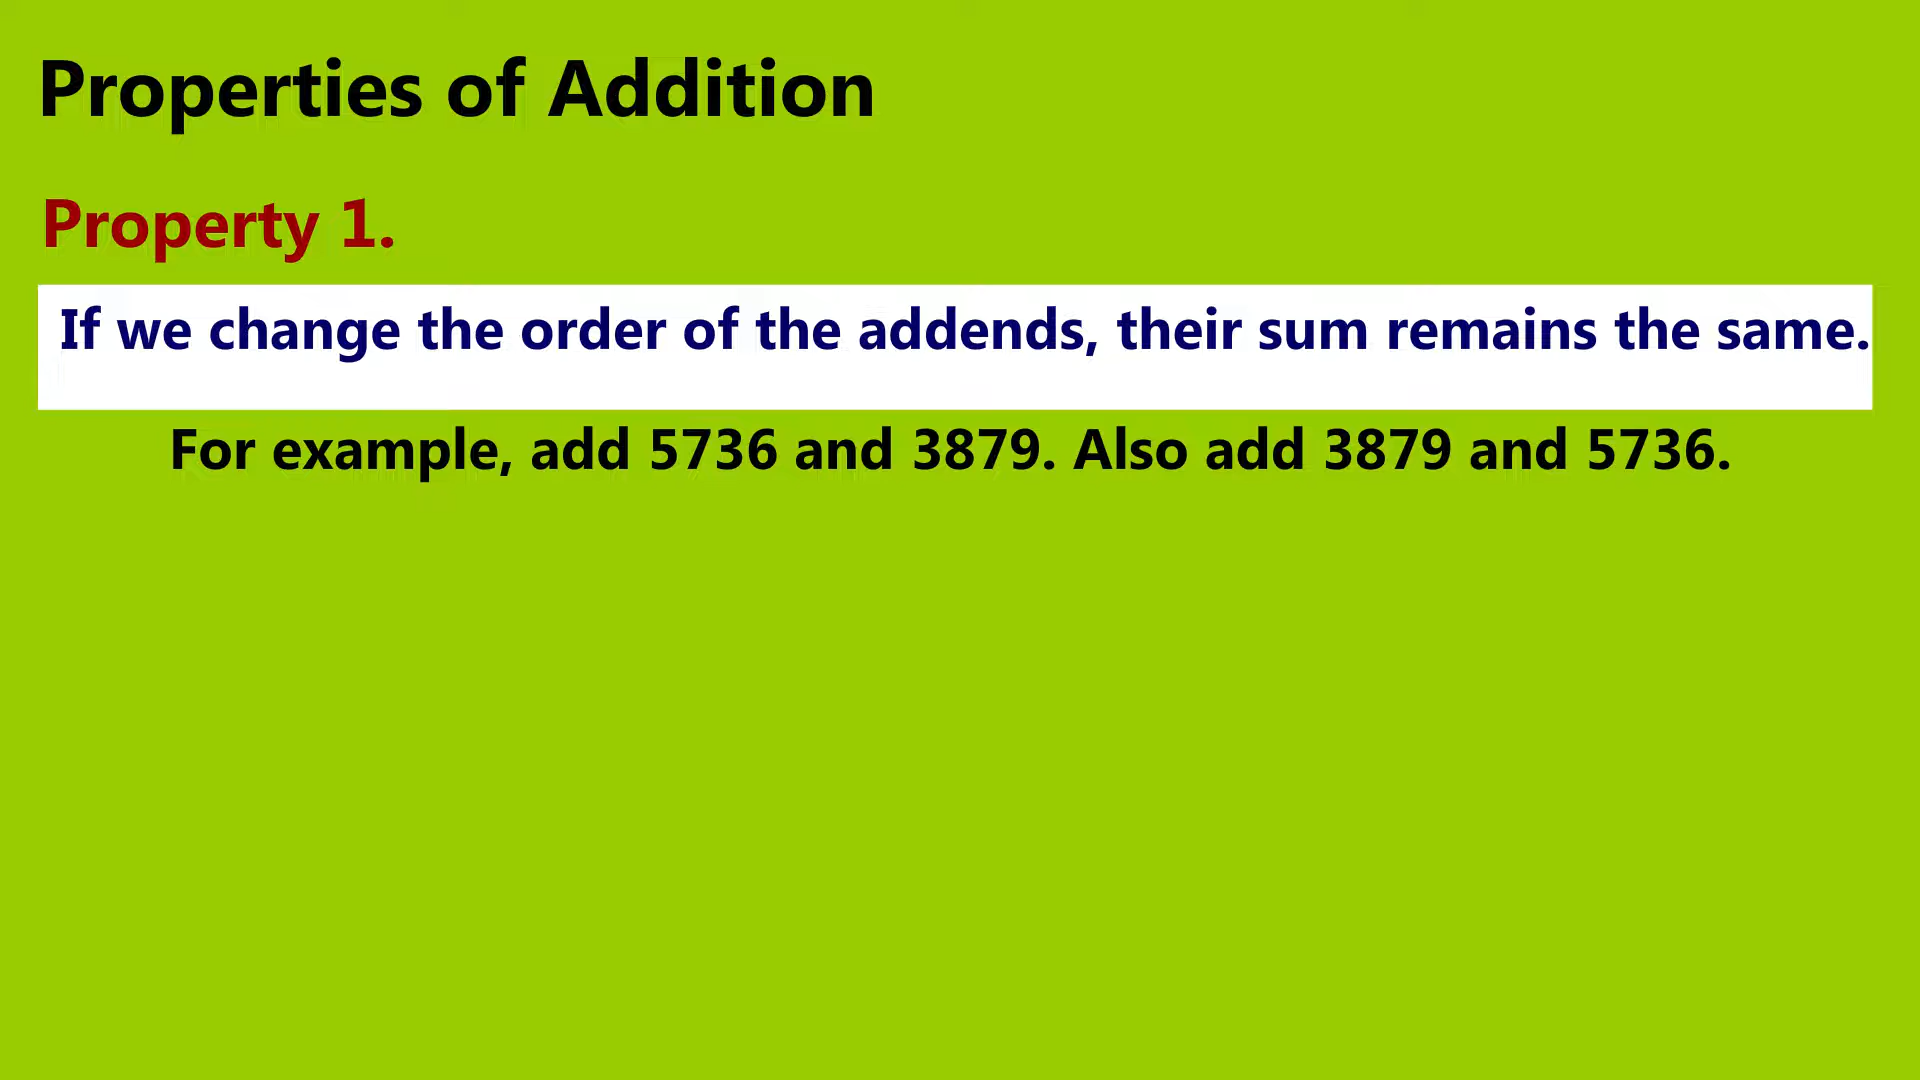 Properties of Addition
Property 1.
If we change the order of the addends, their sum remains the same.
For example, add 5736 and 3879. Also add 3879 and 5736.